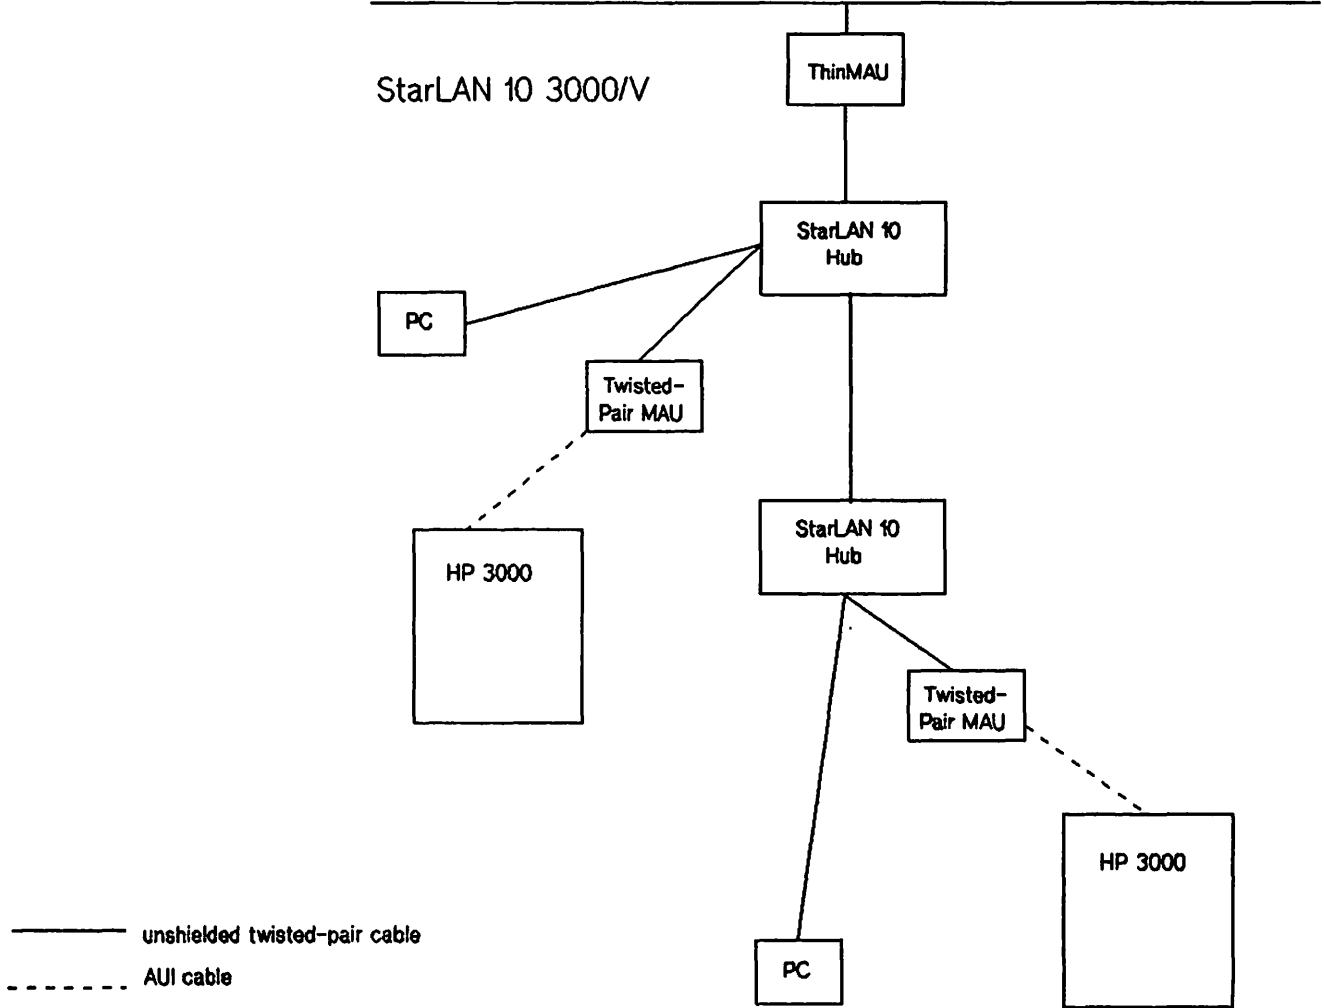 ThinMAU
StarLAN 10 3000/V
StarLAN 10
Hub
PC
Twisted-
Pair MAU
StarLAN 10
Hub
HP 3000
Twisted-
Pair MAU
HP 3000
unshielded twisted-pair cable
PC
AUI cable